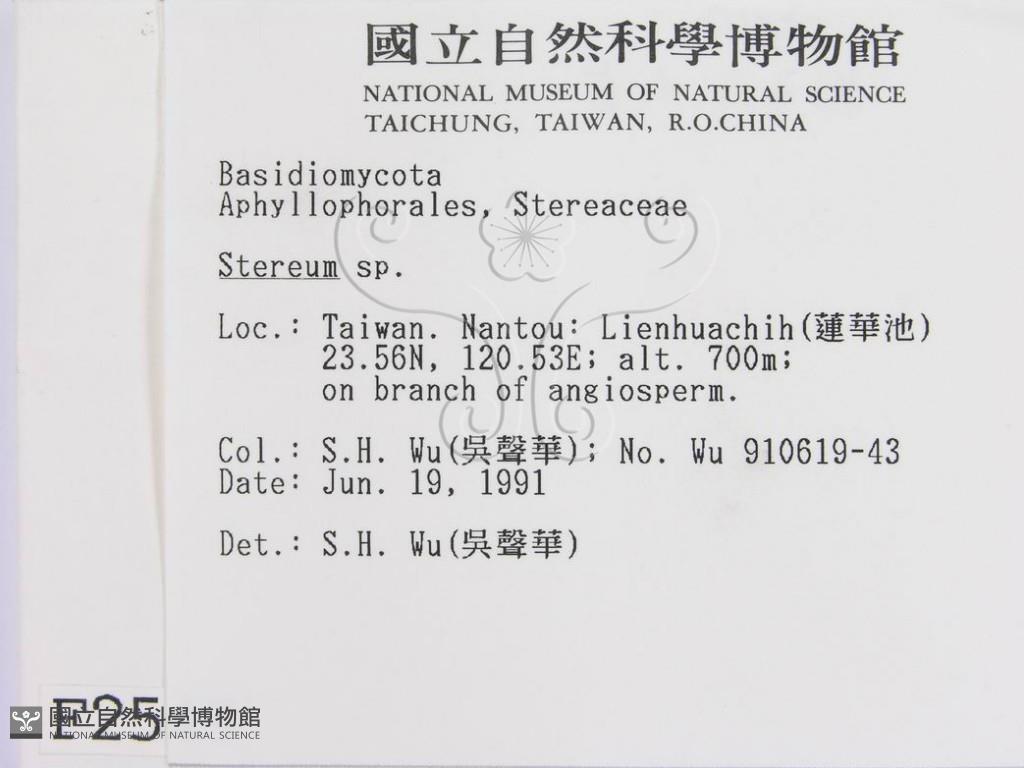 國立自然科學博物館
NATIONAL MUSEUM OF NATURAL SCIENCE
TAICHUNG, TAIWAN, R.O.CHINA
Basidiomycota
Aphyllophorales, Stereaceae
Stereum sp.
Loc.: Taiwan. Nantou: Lienhuachih(蓮華池)
23.56N, 120.53E; alt. 700m;
on branch of angiosperm.
Col.: S.H. Wu(吳聲華); No. Wu 910619-43
Date: Jun. 19, 1991
Det.: S.H. Wu(吳聲華)
F25
國立自然科學博物館
NATIONAL MUSEUM OF NATURAL SCIENCE